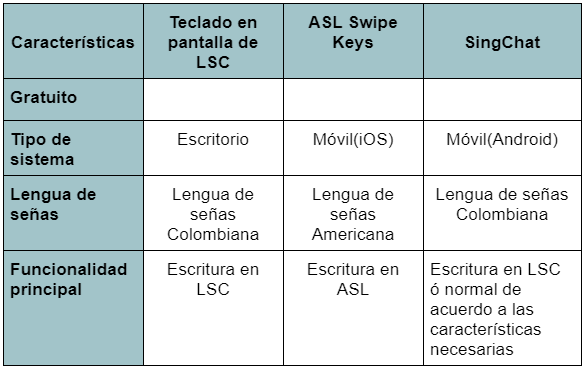 Características
Teclado en
pantalla de
LSC
ASL Swipe
Keys
SingChat
Gratuito
Tipo de
sistema
Escritorio
Móvil(iOS)
Móvil(Android)
Lengua de
señas
Lengua de
señas
Colombiana
Lengua de
señas
Americana
Lengua de señas
Colombiana
Funcionalidad
principal
Escritura en
LSC
Escritura en
ASL
Escritura en LSC
ó normal de
acuerdo a las
características
necesarias